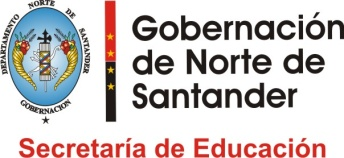 DEPARTAMENTO NORTE DE SANTANDER
GOBERNACION
Gobernación
de Norte de
Santander
Secretaría de Educación